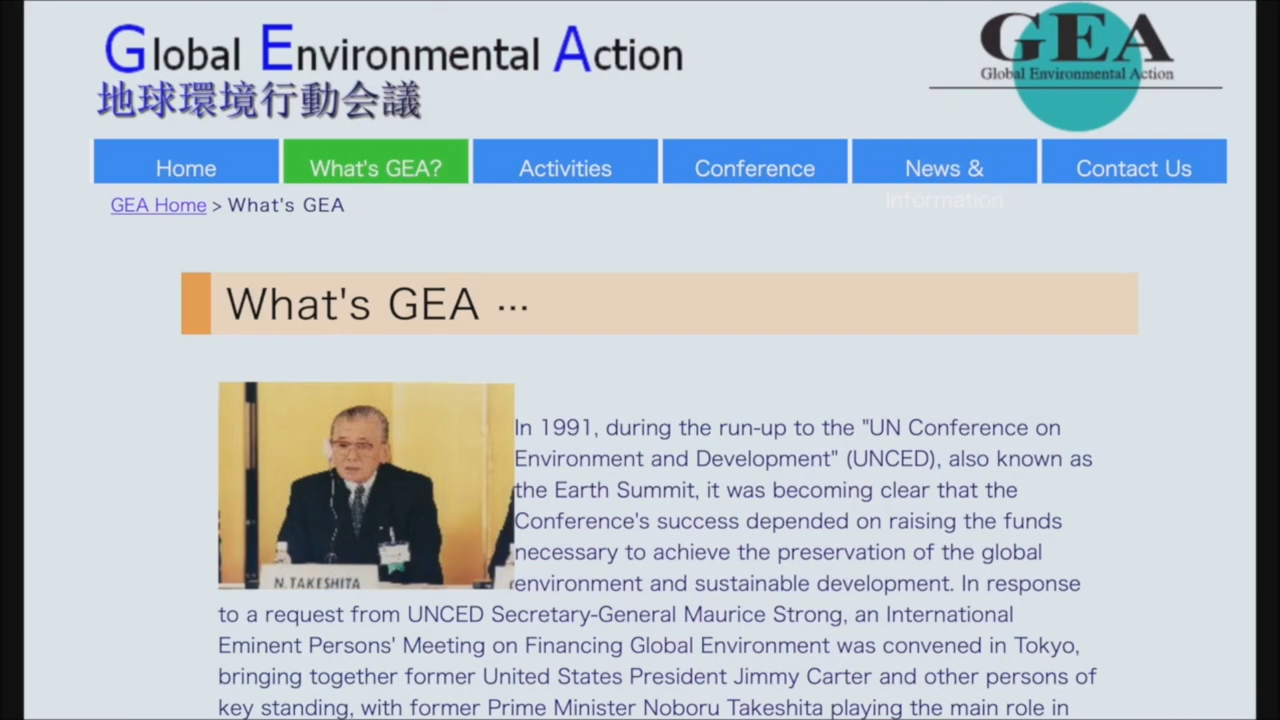 Global Environmental Action
地球環境行動会議
GEA
Global Environmental Action
Home
What's GEA?
Activities
Conference
News &
Information
Contact Us
GEA Home > What's GEA
What's GEA …
N.TAKESHITA
In 1991, during the run-up to the "UN Conference on
Environment and Development" (UNCED), also known as
the Earth Summit, it was becoming clear that the
Conference's success depended on raising the funds
necessary to achieve the preservation of the global
environment and sustainable development. In response
to a request from UNCED Secretary-General Maurice Strong, an International
Eminent Persons' Meeting on Financing Global Environment was convened in Tokyo,
bringing together former United States President Jimmy Carter and other persons of
key standing, with former Prime Minister Noboru Takeshita playing the main role in